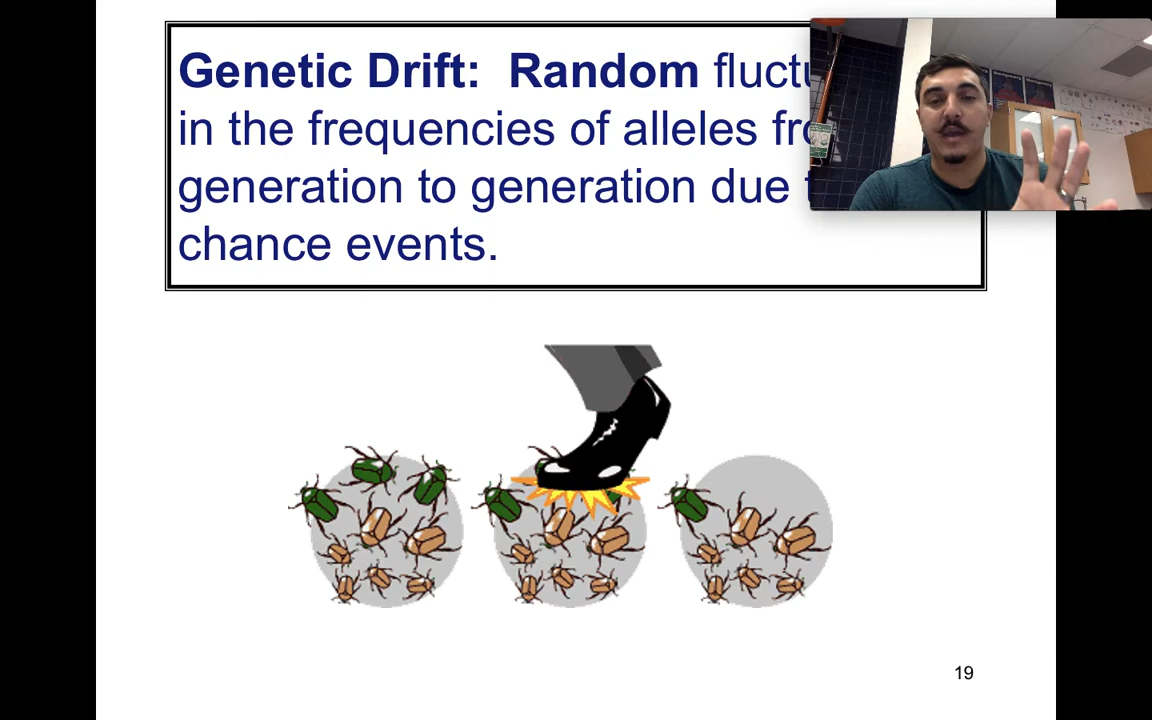 Genetic Drift: Random
in the frequencies of alleles
generation to generation due
chance events.
19